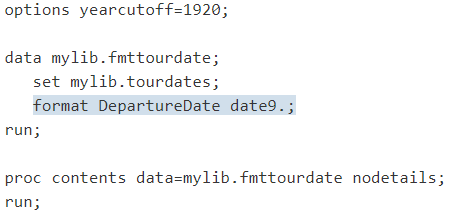 options yearcutoff=1920;
data mylib.fmttourdate;
set mylib.tourdates;
format DepartureDate date9.;
run;
proc contents data=mylib.fmttourdate nodetails;
run;